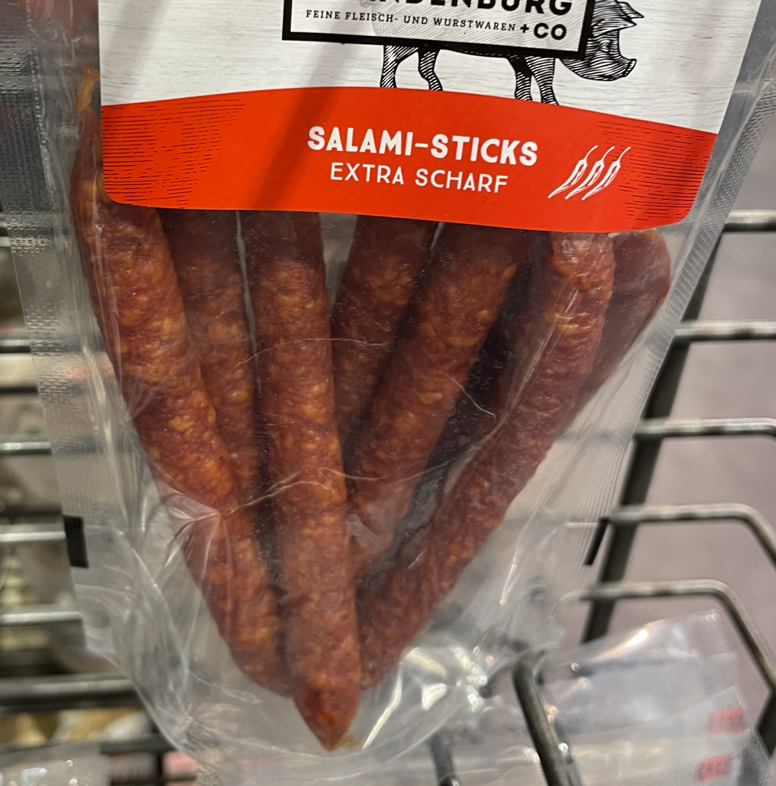 FEINE FLEISCH- UND WURSTWAREN + CO
SALAMI-STICKS
EXTRA SCHARF